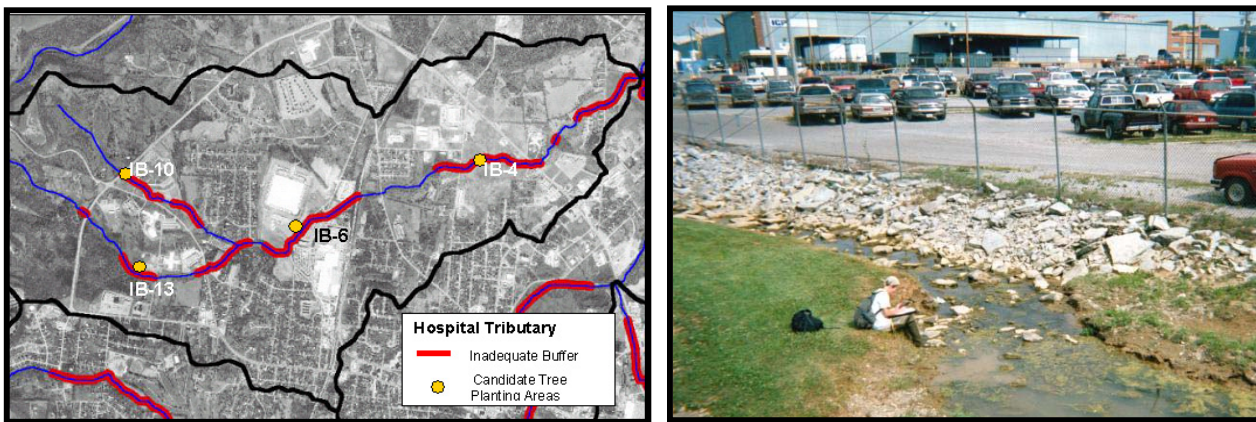 IB-10
IB-4
IB-6
IB-13
Hospital Tributary
Inadequate Buffer
Candidate Tree
Planting Areas